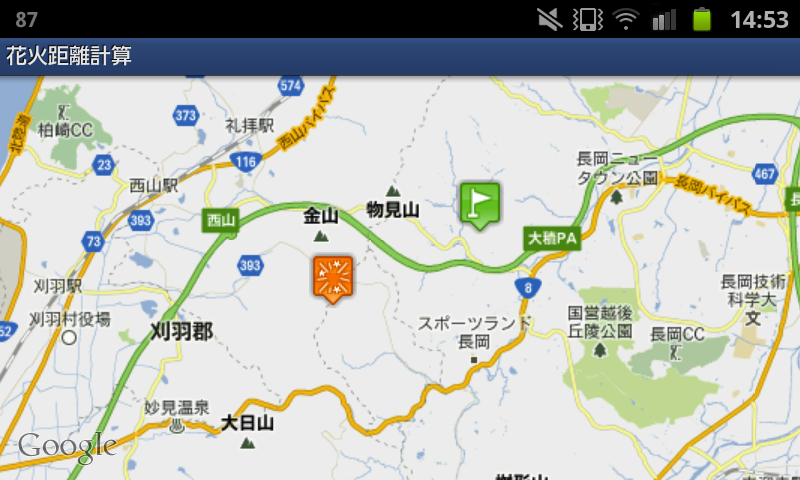 87
14:53
花火距離計算
574
373
柏崎CC
礼拝駅
西山バイパス
北陸道
116
長岡ニュー
タウン公園
23
467
西山駅
長岡バイパス
393
西山
金山
物見山
73
大積PA
長
393
8
刈羽駅
長岡技術
科学大
文
国営越後
丘陵公園
スポーツランド
長岡
刈羽村役場
刈羽郡
52
長岡CC
妙見温泉
大日山
Google